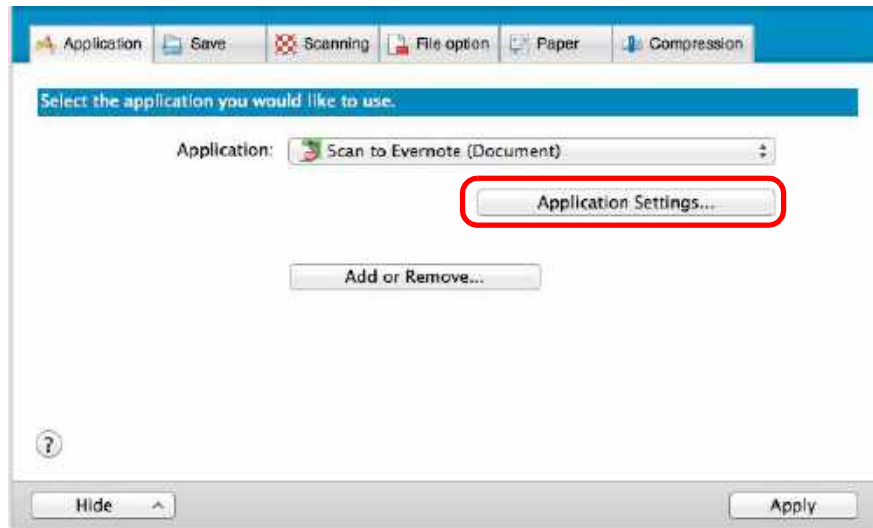 Application Save Scanning File option Paper Compression
Select the application you would like to use.
Application: Scan to Evernote (Document)
Application Settings...
Add or Remove...
?
Hide Apply